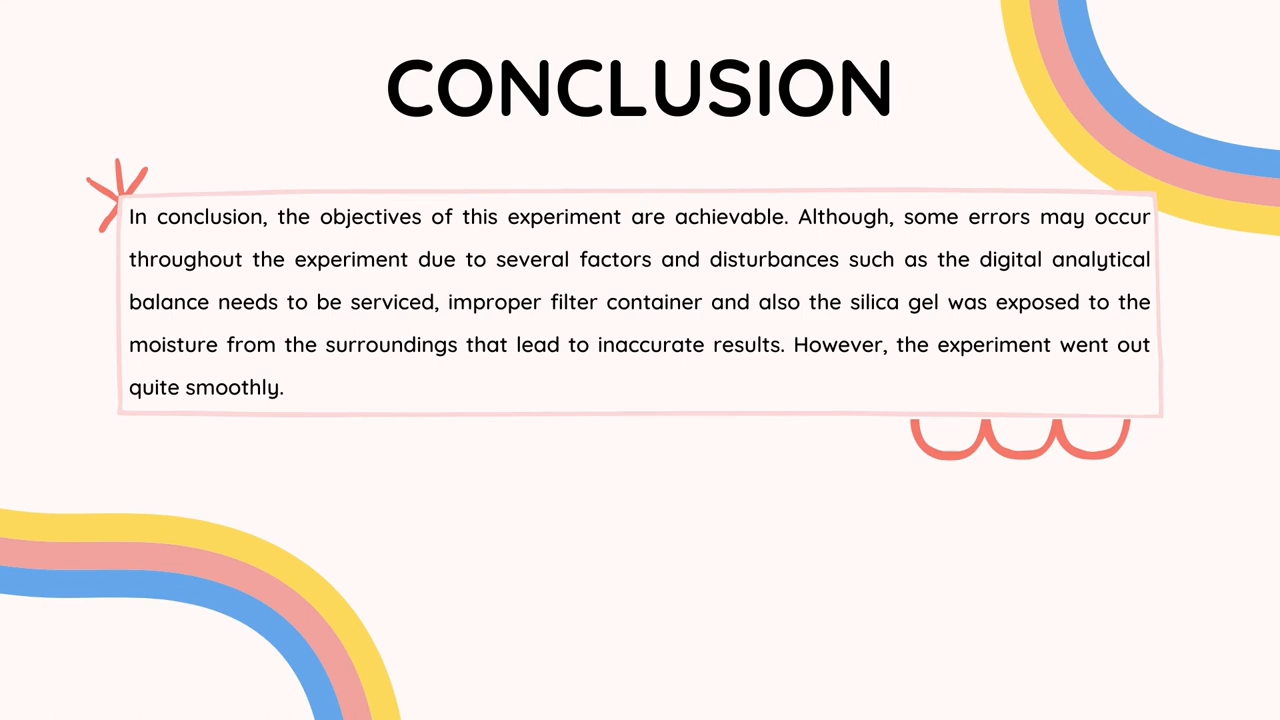 CONCLUSION
In conclusion, the objectives of this experiment are achievable. Although, some errors may occur
throughout the experiment due to several factors and disturbances such as the digital analytical
balance needs to be serviced, improper filter container and also the silica gel was exposed to the
moisture from the surroundings that lead to inaccurate results. However, the experiment went out
quite smoothly.